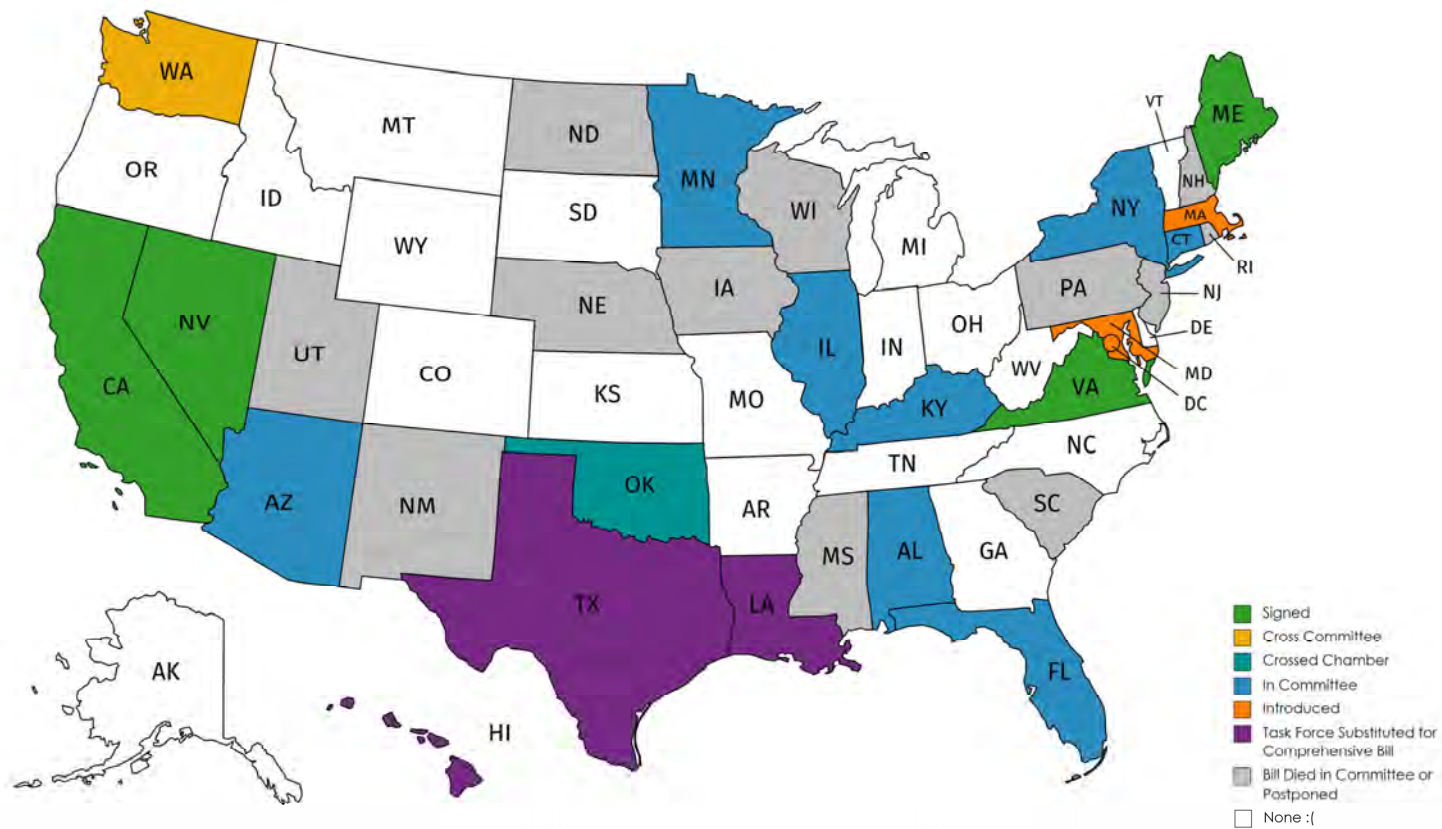 WA
MT
ND
VT
ME
OR
MN
ID
SD
WI
NH
NY
MA
WY
MI
CT
RI
IA
PA
NE
NJ
NV
OH
DE
UT
IL
IN
CO
WV
MD
CA
VA
KS
MO
KY
DC
NC
TN
OK
AZ
NM
AR
SC
MS
AL
GA
TX
LA
AK
FL
HI
Signed
Cross Committee
Crossed Chamber
In Committee
Introduced
Task Force Substituted for
Comprehensive Bill
Bill Died in Committee or
Postponed
None :(